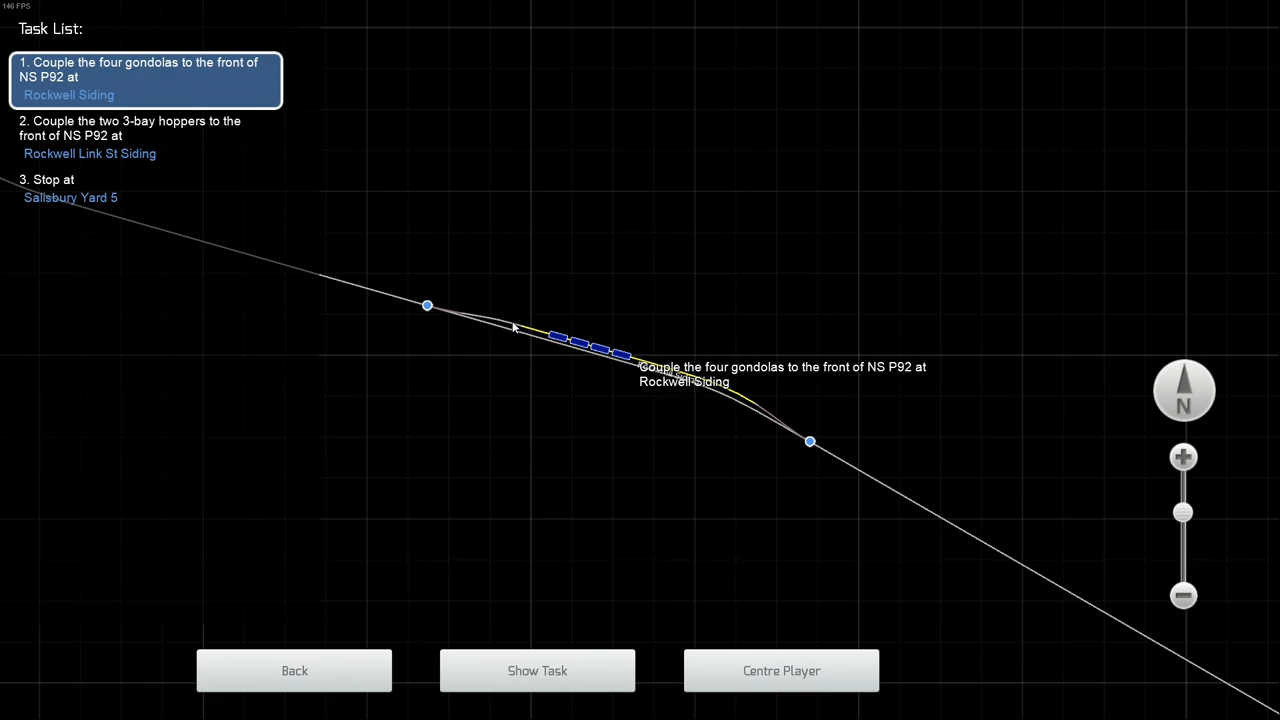 146 FPS
Task List:
1. Couple the four gondolas to the front of
NS P92 at
Rockwell Siding
2. Couple the two 3-bay hoppers to the
front of NS P92 at
Rockwell Link St Siding
3. Stop at
Salisbury Yard 5
Couple the four gondolas to the front of NS P92 at
Rockwell Siding
N
Back
Show Task
Centre Player